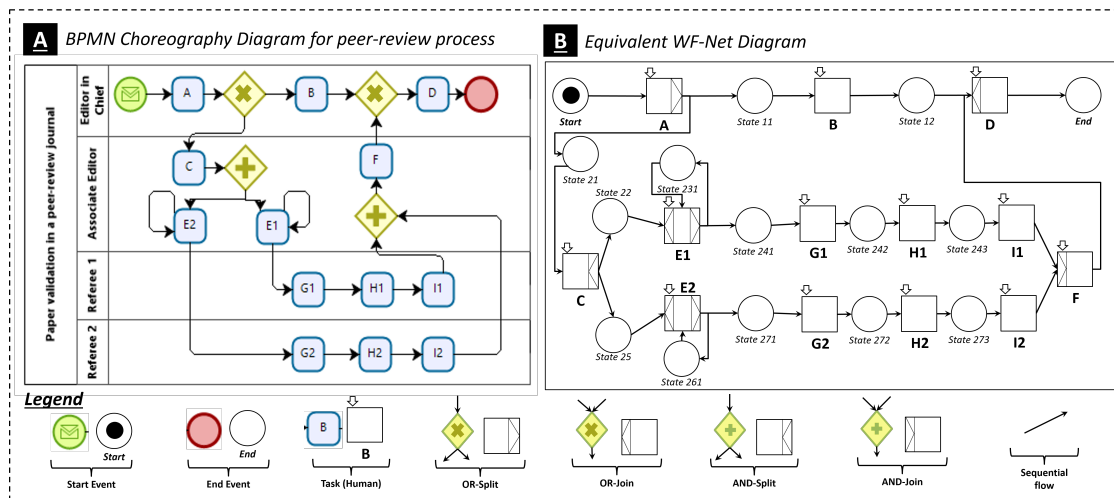 A BPMN Choreography Diagram for peer-review process
Paper validation in a peer-review journal
Editor in Chief
A
B
D
Associate Editor
C
F
E2
E1
Referee 1
G1
H1
I1
Referee 2
G2
H2
I2
B Equivalent WF-Net Diagram
Start
A
State 11
B
State 12
D
End
State 21
State 22
State 231
E1
State 241
G1
State 242
H1
State 243
I1
C
F
State 25
E2
State 261
State 271
G2
State 272
H2
State 273
I2
Legend
Start
End
B
B
Start Event
End Event
Task (Human)
OR-Split
OR-Join
AND-Split
AND-Join
Sequential
flow